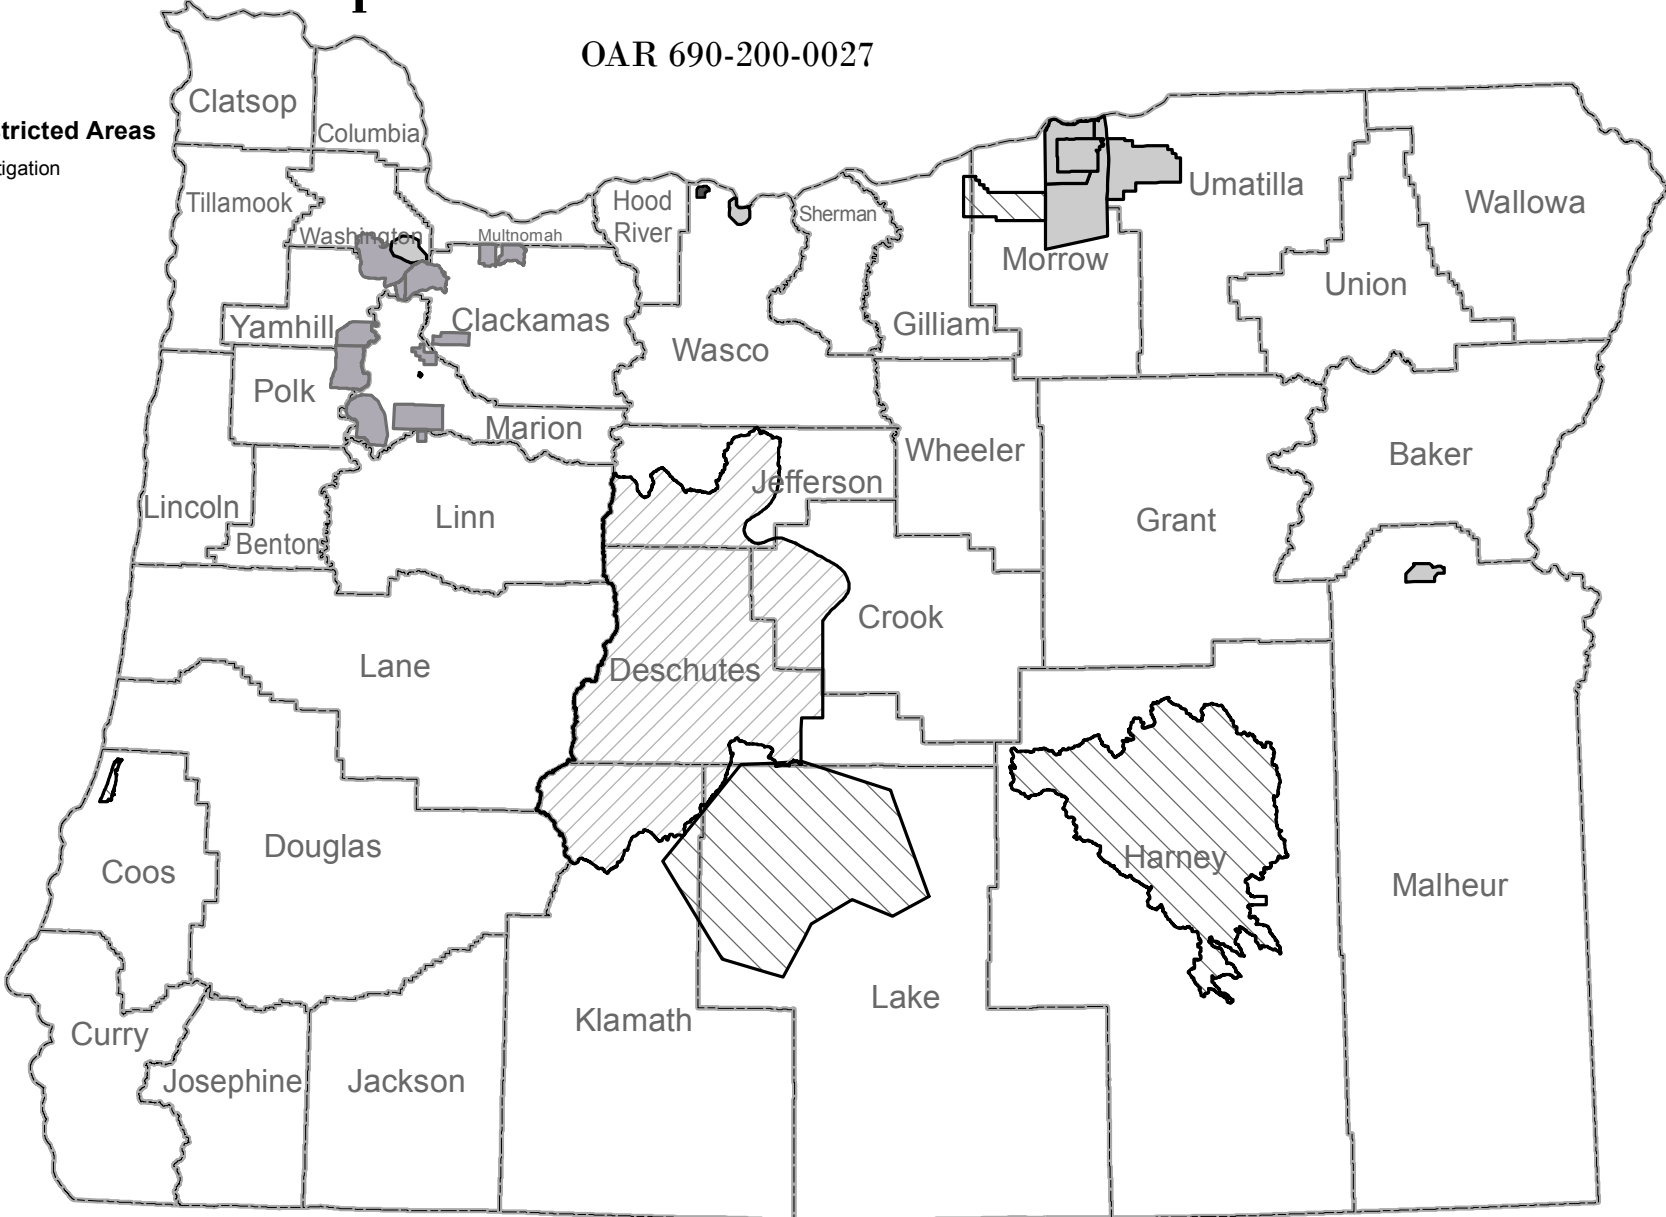 OAR 690-200-0027
Clatsop
Columbia
stricted Areas
tigation
Tillamook
Washington
Multnomah
Hood
River
Sherman
Umatilla
Wallowa
Morrow
Union
Yamhill
Clackamas
Gilliam
Wasco
Polk
Marion
Wheeler
Baker
Jefferson
Lincoln
Linn
Grant
Benton
Crook
Lane
Deschutes
Douglas
Harney
Coos
Malheur
Lake
Klamath
Curry
Josephine
Jackson